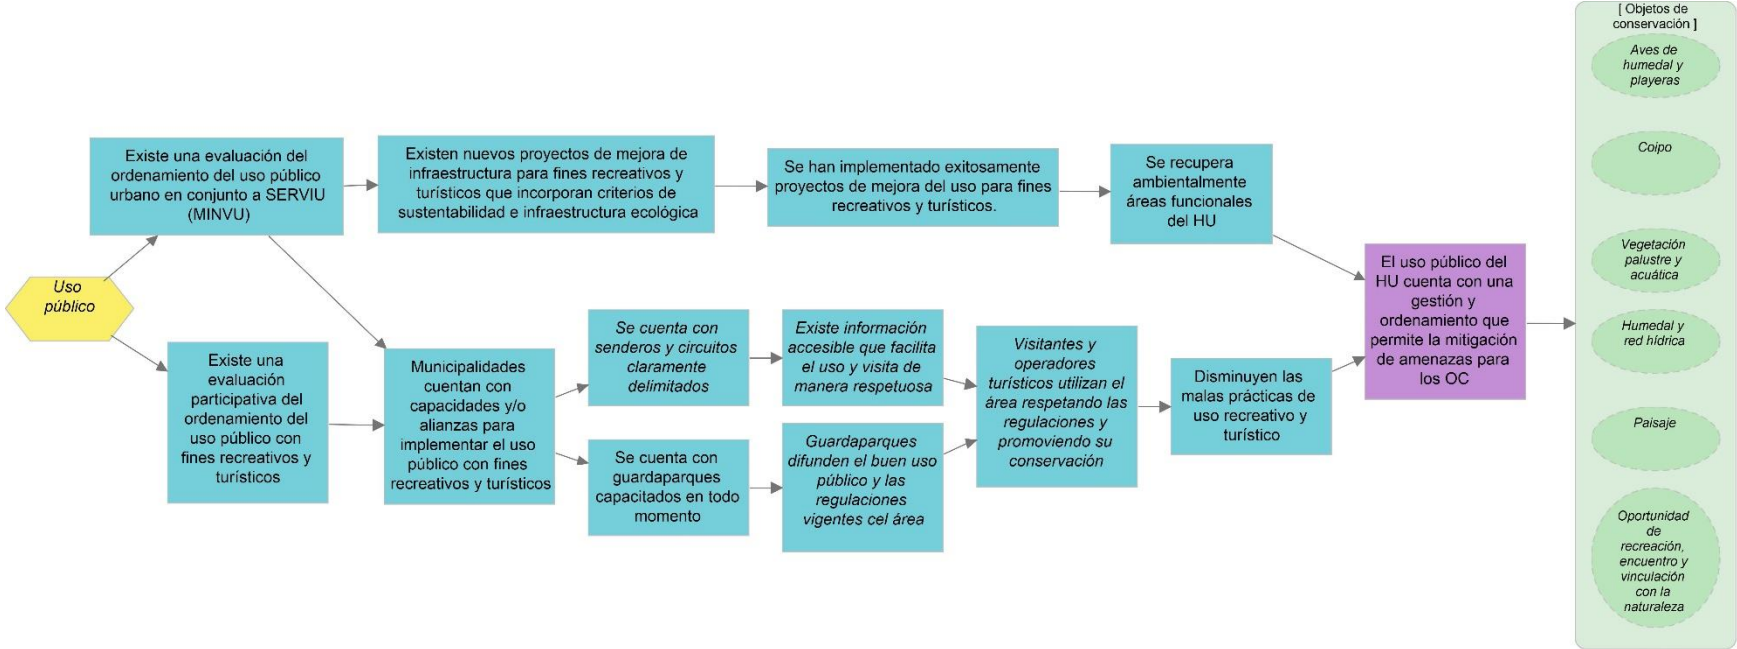 Uso
público
Existe una evaluación del
ordenamiento del uso público
urbano en conjunto a SERVIU
(MINVU)
Existe una
evaluación
participativa del
ordenamiento del
uso público con
fines recreativos y
turísticos
Existen nuevos proyectos de mejora de
infraestructura para fines recreativos y
turísticos que incorporan criterios de
sustentabilidad e infraestructura ecológica
Municipalidades
cuentan con
capacidades y/o
alianzas para
implementar el uso
público con fines
recreativos y turísticos
Se han implementado exitosamente
proyectos de mejora del uso para fines
recreativos y turísticos.
Se cuenta con
senderos y circuitos
claramente
delimitados
Se cuenta con
guardaparques
capacitados en todo
momento
Existe información
accesible que facilita
el uso y visita de
manera respetuosa
Guardaparques
difunden el buen uso
público y las
regulaciones
vigentes cel área
Visitantes y
operadores
turísticos utilizan el
área respetando las
regulaciones y
promoviendo su
conservación
Se recupera
ambientalmente
áreas funcionales
del HU
Disminuyen las
malas prácticas de
uso recreativo y
turístico
El uso público del
HU cuenta con una
gestión y
ordenamiento que
permite la mitigación
de amenazas para
los OC
[ Objetos de
conservación ]
Aves de
humedal y
playeras
Coipo
Vegetación
palustre y
acuática
Humedal y
red hídrica
Paisaje
Oportunidad
de
recreación,
encuentro y
vinculación
con la
naturaleza